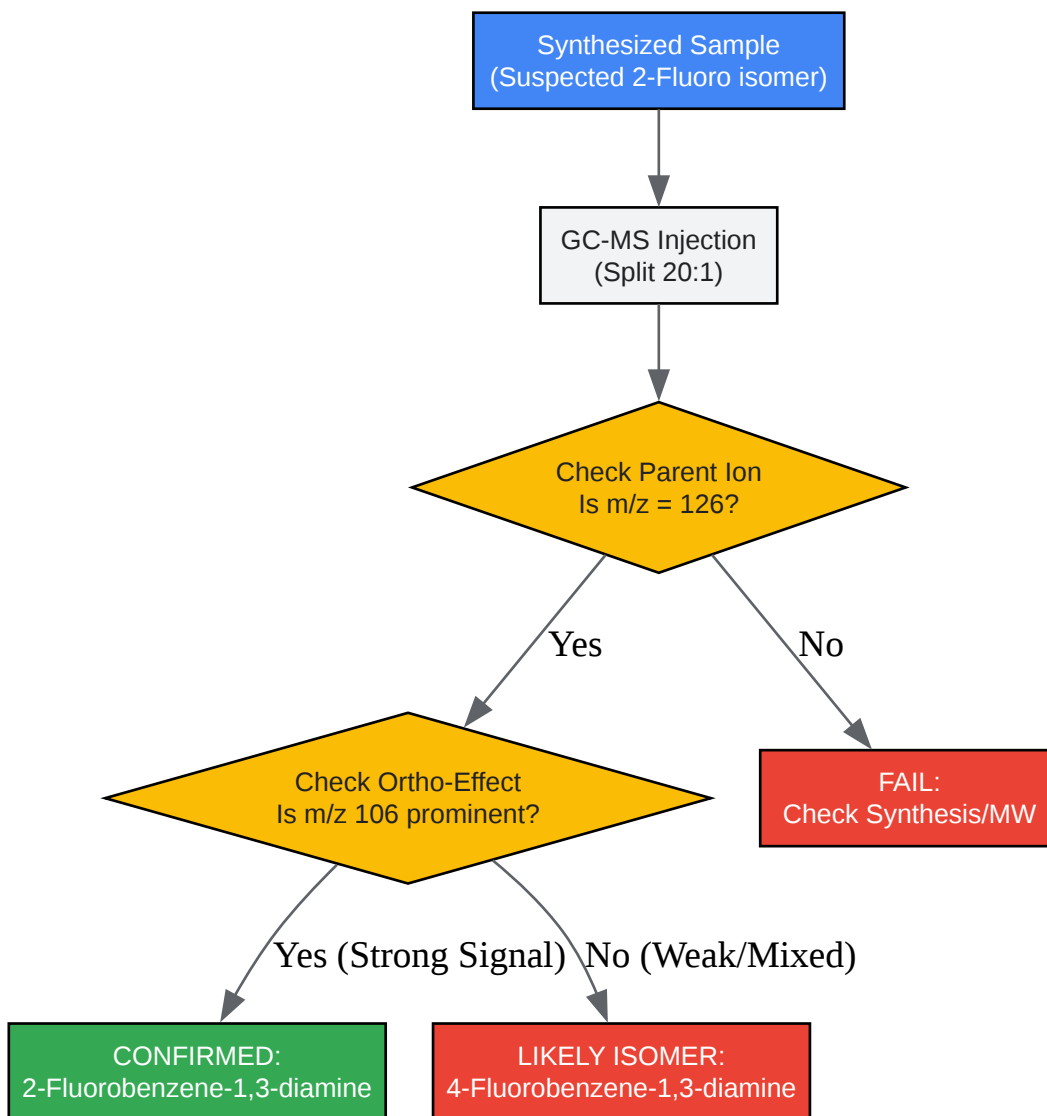 Synthesized Sample
(Suspected 2-Fluoro isomer)
GC-MS Injection
(Split 20:1)
Check Parent Ion
Is m/z = 126?
Yes
No
Check Ortho-Effect
Is m/z 106 prominent?
FAIL:
Check Synthesis/MW
Yes (Strong Signal)
No (Weak/Mixed)
CONFIRMED:
2-Fluorobenzene-1,3-diamine
LIKELY ISOMER:
4-Fluorobenzene-1,3-diamine